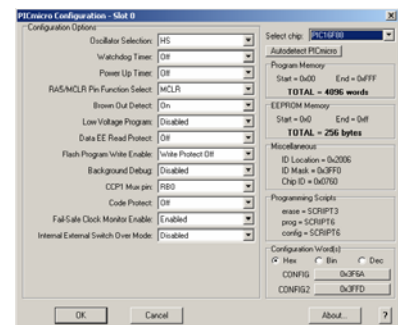 PICmicro Configuration - Slot 0
Configuration Options
Oscillator Selection: HS
Watchdog Timer: Off
Power Up Timer: Off
RA5/MCLR Pin Function Select: MCLR
Brown Out Detect: On
Low Voltage Program: Disabled
Data EE Read Protect: Off
Flash Program Write Enable: Write Protect Off
Background Debug: Disabled
CCP1 Mux pin: RB0
Code Protect: Off
Fail-Safe Clock Monitor Enable: Enabled
Internal External Switch Over Mode: Disabled
OK
Cancel
Select chip: PIC16F88
Autodetect PICmicro
Program Memory
Start = 0x00 End = 0xFFF
TOTAL = 4096 words
EEPROM Memory
Start = 0x0 End = 0xff
TOTAL = 256 bytes
Miscellaneous
ID Location = 0x2006
ID Mask = 0x3FF0
Chip ID = 0x0760
Programming Scripts
erase = SCRIPT3
prog = SCRIPT6
config = SCRIPT6
Configuration Word(s)
Hex Bin Dec
CONFIG 0x3F6A
CONFIG2 0x3FFD
About... ?